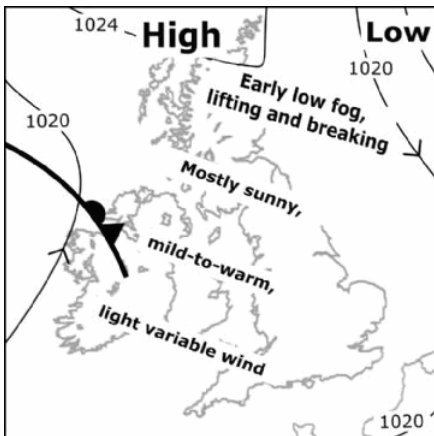 1024
High
Low
1020
1020
Early low fog,
lifting and breaking
Mostly sunny,
mild-to-warm,
light variable wind
1020